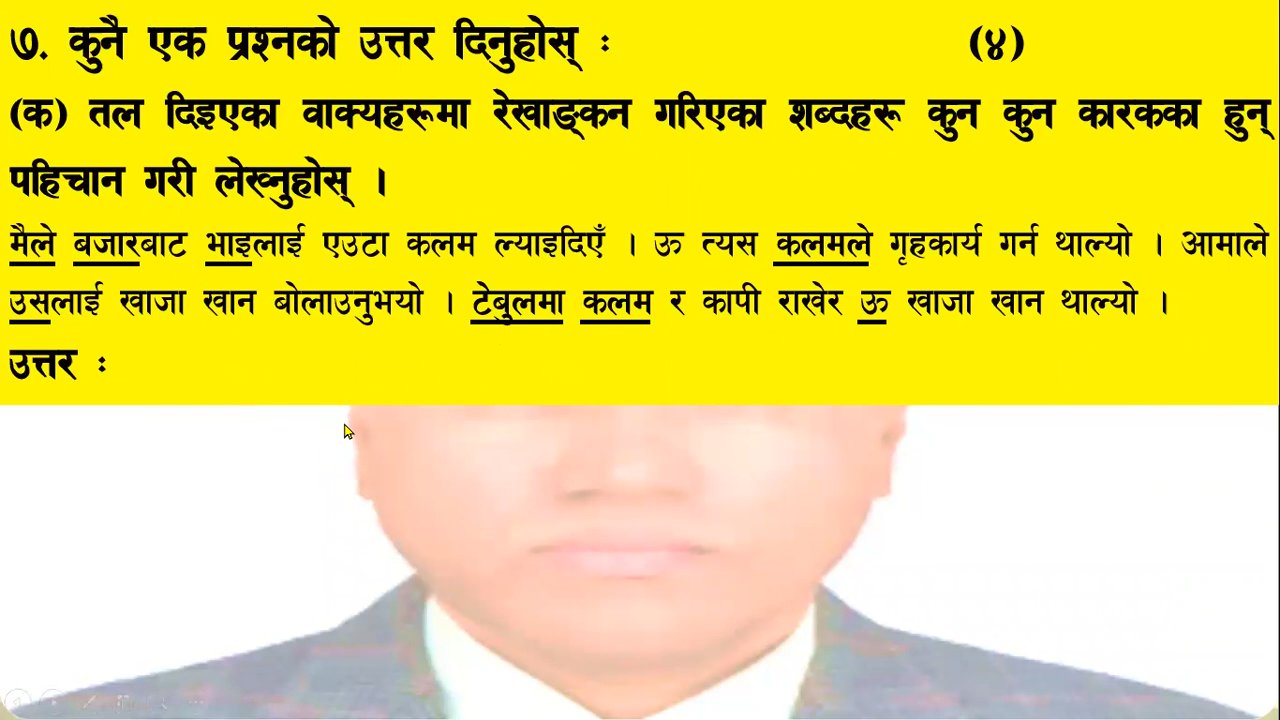 ७. कुनै एक प्रश्नको उत्तर दिनुहोस् : (४)
(क) तल दिइएका वाक्यहरूमा रेखाङ्कन गरिएका शब्दहरू कुन कुन कारकका हुन्
पहिचान गरी लेख्नुहोस् ।
मैले बजारबाट भाइलाई एउटा कलम ल्याइदिएँ । ऊ त्यस कलमले गृहकार्य गर्न थाल्यो । आमाले
उसलाई खाजा खान बोलाउनुभयो । टेबुलमा कलम र कापी राखेर ऊ खाजा खान थाल्यो ।
उत्तर :